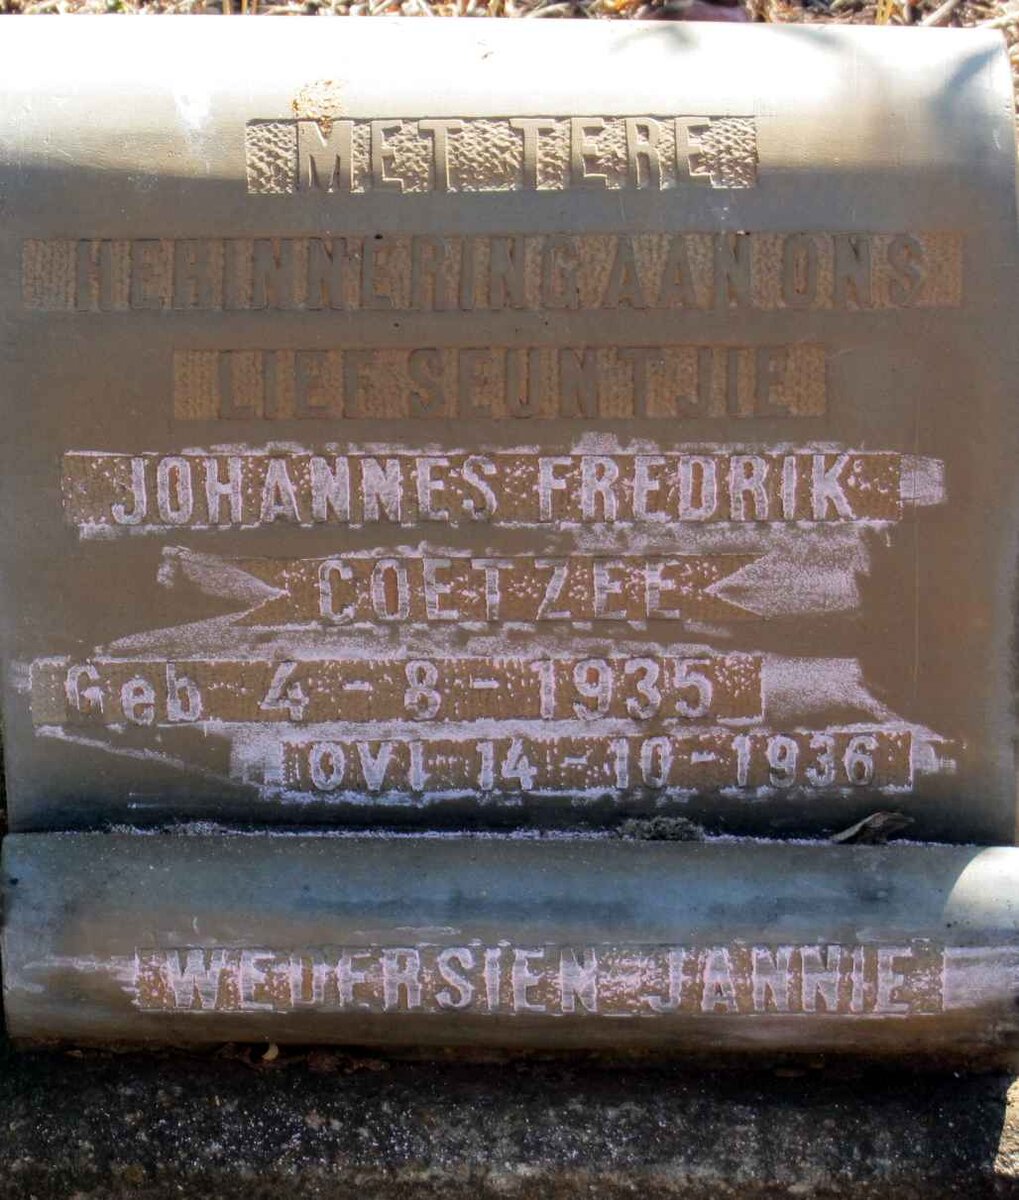 MET TERE
HEHINNERING AAN ONS
LIEF SEUNTJIE
JOHANNES FREDRIK
COETZEE
Geb 4-8-1935
OVL 14-10-1936
WEDERSIEN JANNIE